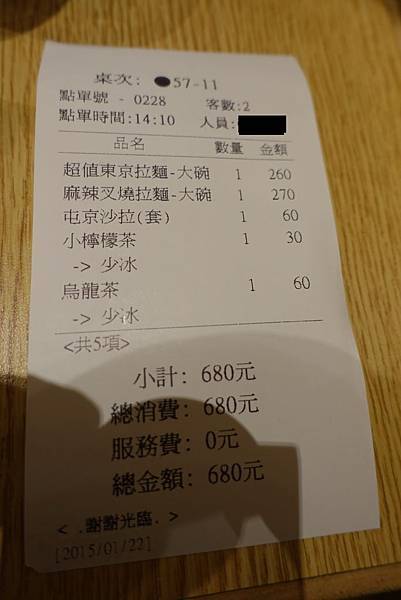 桌次: ●57-11
點單號 - 0228 客數:2
點單時間:14:10 人員:
品名 數量 金額
超值東京拉麵-大碗 1 260
麻辣叉燒拉麵-大碗 1 270
屯京沙拉(套) 1 60
小檸檬茶 1 30
-> 少冰
烏龍茶 1 60
-> 少冰
<共5項>
小計: 680元
總消費: 680元
服務費: 0元
總金額: 680元
< .謝謝光臨. >
[2015/01/22]